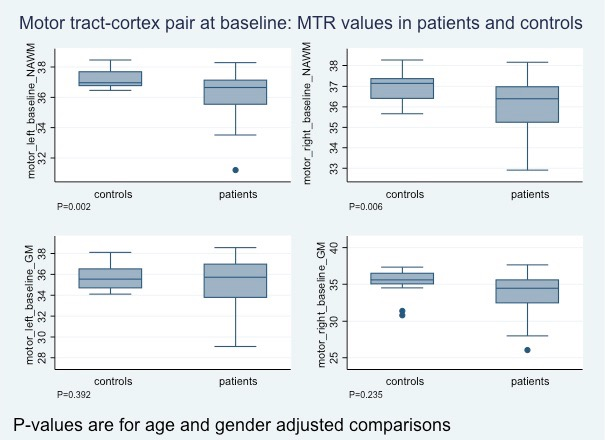 Motor tract-cortex pair at baseline: MTR values in patients and controls
motor_left_baseline_NAWM
38
36
34
32
controls
patients
P=0.002
motor_right_baseline_NAWM
38
37
36
35
34
33
controls
patients
P=0.006
motor_left_baseline_GM
38
36
34
32
30
28
controls
patients
P=0.392
motor_right_baseline_GM
40
35
30
25
controls
patients
P=0.235
P-values are for age and gender adjusted comparisons